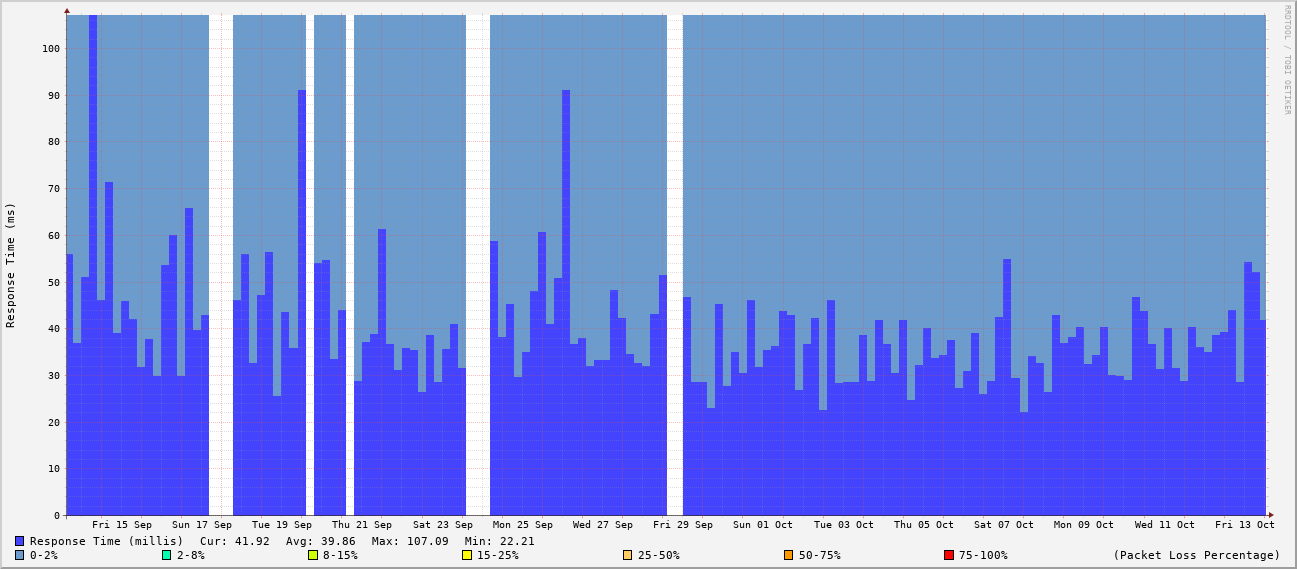 RRDTOOL / TOBI OETIKER
Response Time (ms)
100
90
80
70
60
50
40
30
20
10
0
Fri 15 Sep Sun 17 Sep Tue 19 Sep Thu 21 Sep Sat 23 Sep Mon 25 Sep Wed 27 Sep Fri 29 Sep Sun 01 Oct Tue 03 Oct Thu 05 Oct Sat 07 Oct Mon 09 Oct Wed 11 Oct Fri 13 Oct
Response Time (millis) Cur: 41.92 Avg: 39.86 Max: 107.09 Min: 22.21
0-2% 2-8% 8-15% 15-25% 25-50% 50-75% 75-100% (Packet Loss Percentage)